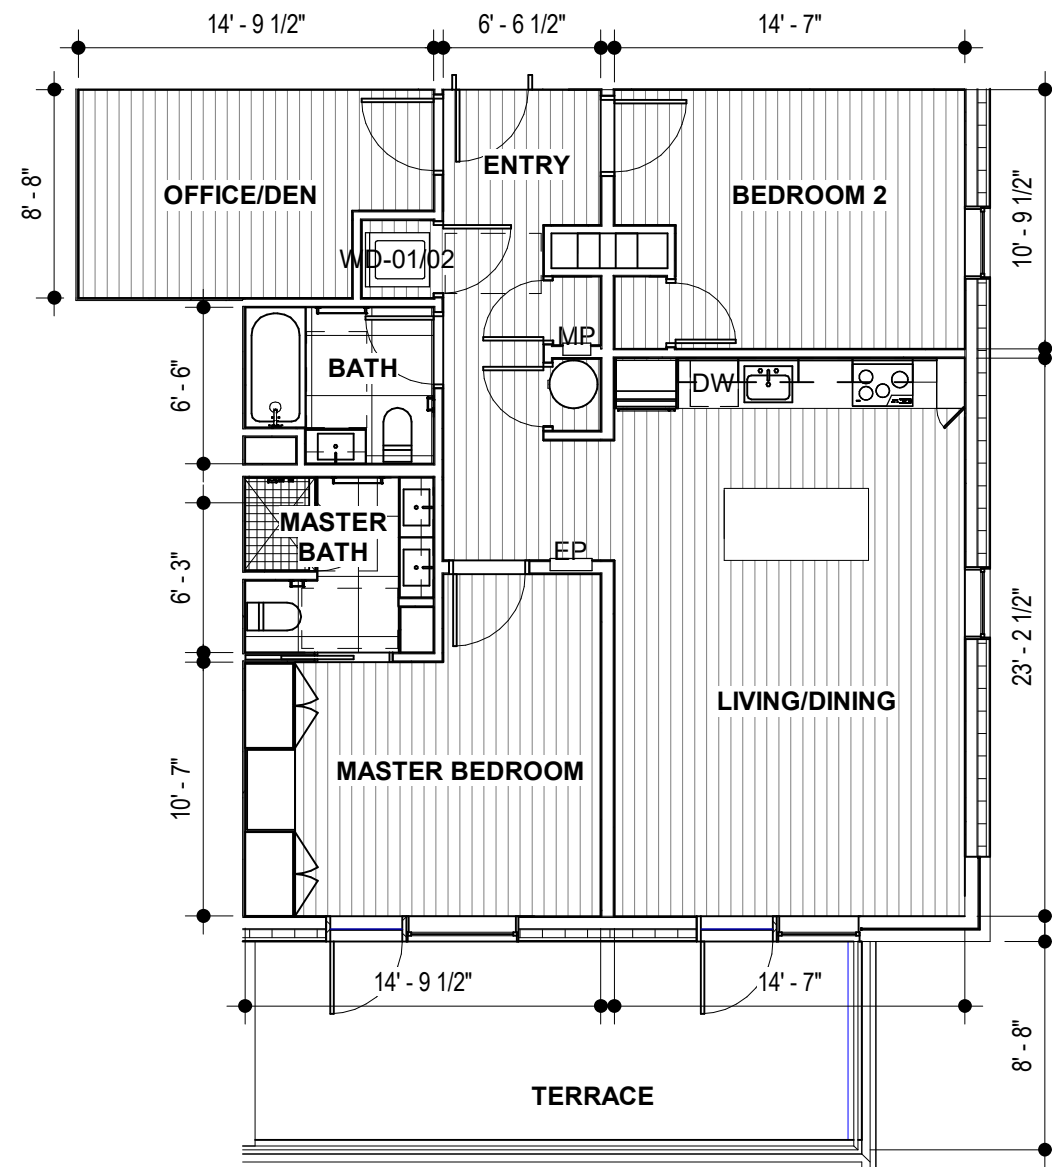 14' - 9 1/2"
6' - 6 1/2"
14' - 7"
8' - 8"
ENTRY
OFFICE/DEN
BEDROOM 2
10' - 9 1/2"
WD-01/02
MP
6' - 6"
BATH
DW
MASTER
BATH
EP
6' - 3"
23' - 2 1/2"
LIVING/DINING
10' - 7"
MASTER BEDROOM
14' - 9 1/2"
14' - 7"
8' - 8"
TERRACE